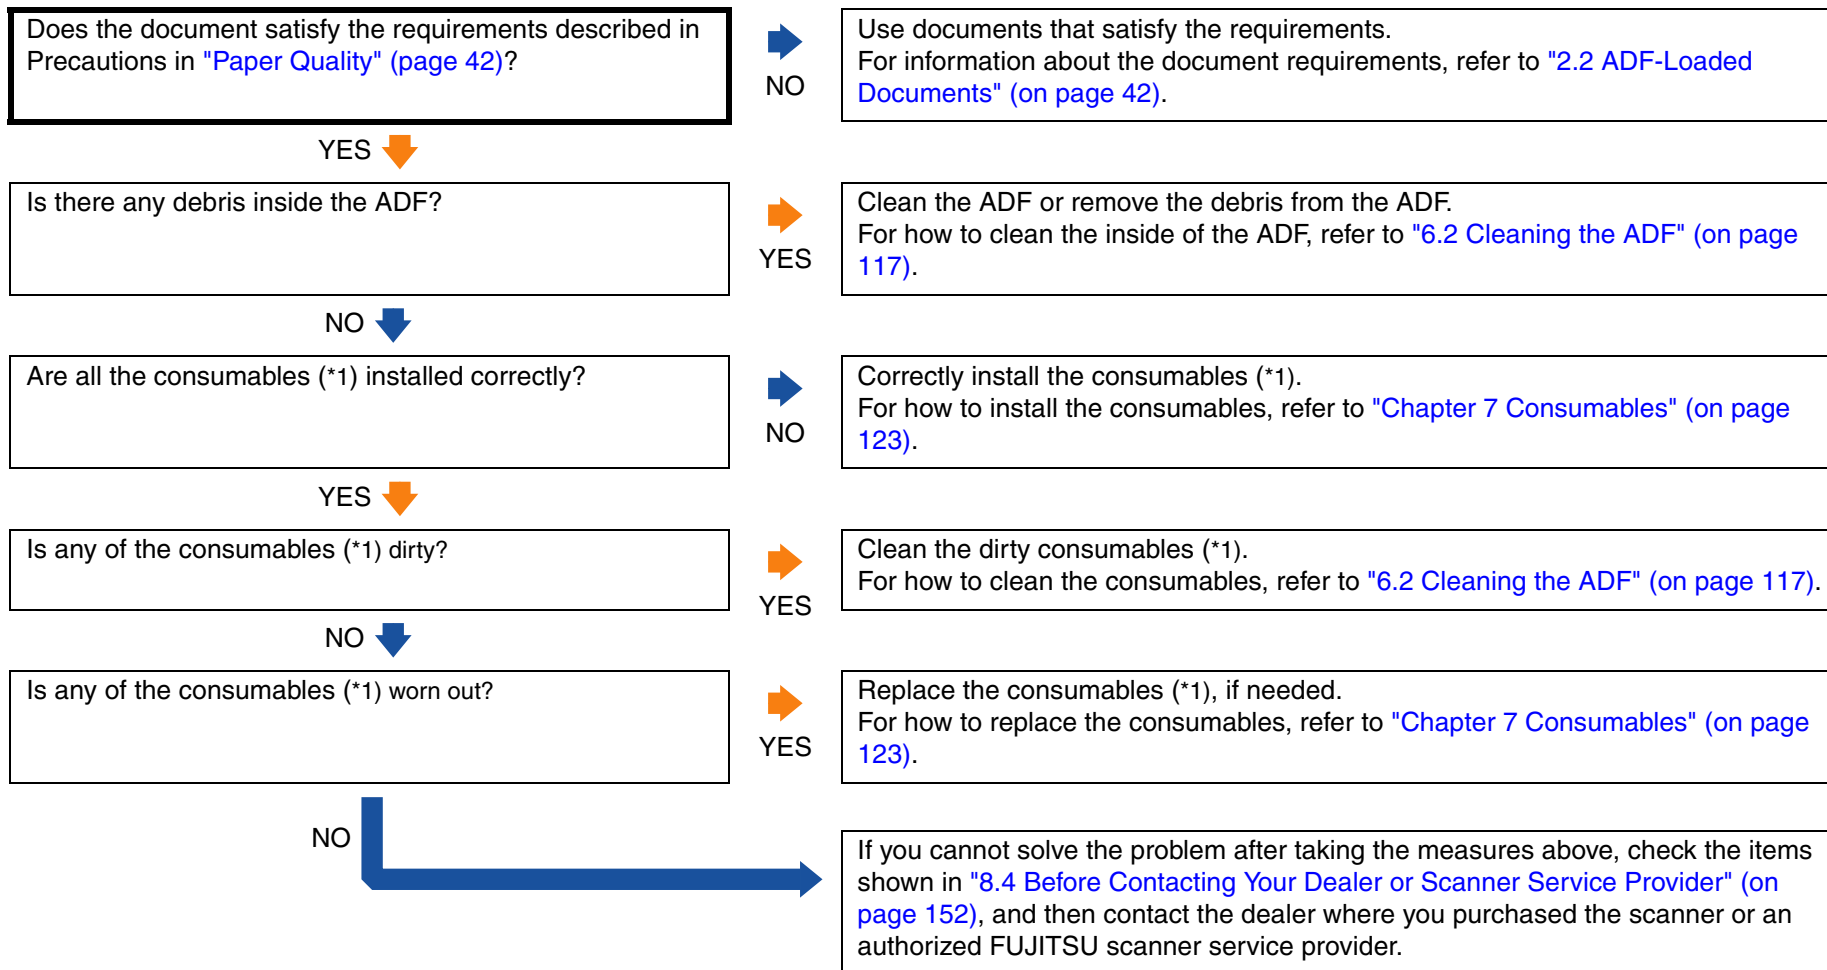 Does the document satisfy the requirements described in
Precautions in "Paper Quality" (page 42)?
NO
Use documents that satisfy the requirements.
For information about the document requirements, refer to "2.2 ADF-Loaded
Documents" (on page 42).
YES
Is there any debris inside the ADF?
YES
Clean the ADF or remove the debris from the ADF.
For how to clean the inside of the ADF, refer to "6.2 Cleaning the ADF" (on page
117).
NO
Are all the consumables (*1) installed correctly?
NO
Correctly install the consumables (*1).
For how to install the consumables, refer to "Chapter 7 Consumables" (on page
123).
YES
Is any of the consumables (*1) dirty?
YES
Clean the dirty consumables (*1).
For how to clean the consumables, refer to "6.2 Cleaning the ADF" (on page 117).
NO
Is any of the consumables (*1) worn out?
YES
Replace the consumables (*1), if needed.
For how to replace the consumables, refer to "Chapter 7 Consumables" (on page
123).
NO
If you cannot solve the problem after taking the measures above, check the items
shown in "8.4 Before Contacting Your Dealer or Scanner Service Provider" (on
page 152), and then contact the dealer where you purchased the scanner or an
authorized FUJITSU scanner service provider.